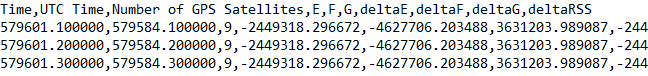 Time,UTC Time,Number of GPS Satellites,E,F,G,deltaE,deltaF,deltaG,deltaRSS
579601.100000,579584.100000,9,-2449318.296672,-4627706.203488,3631203.989087,-244
579601.200000,579584.200000,9,-2449318.296672,-4627706.203488,3631203.989087,-244
579601.300000,579584.300000,9,-2449318.296672,-4627706.203488,3631203.989087,-244